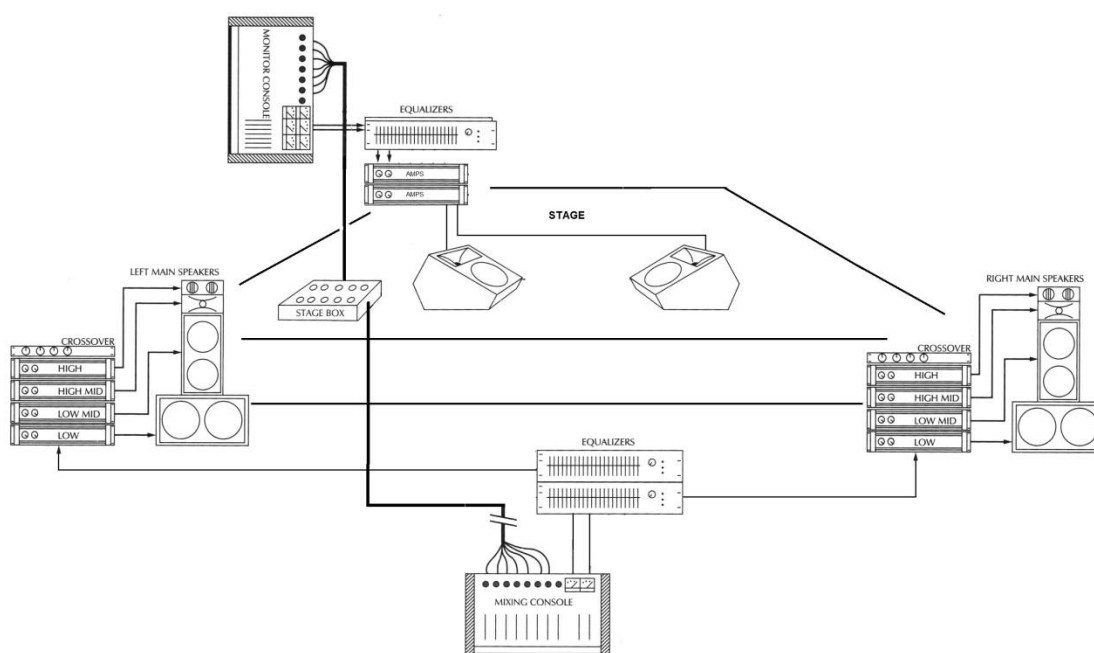 MONITOR CONSOLE
EQUALIZERS
AMPS
AMPS
STAGE
LEFT MAIN SPEAKERS
RIGHT MAIN SPEAKERS
STAGE BOX
CROSSOVER
HIGH
HIGH MID
LOW MID
LOW
CROSSOVER
HIGH
HIGH MID
LOW MID
LOW
EQUALIZERS
MIXING CONSOLE